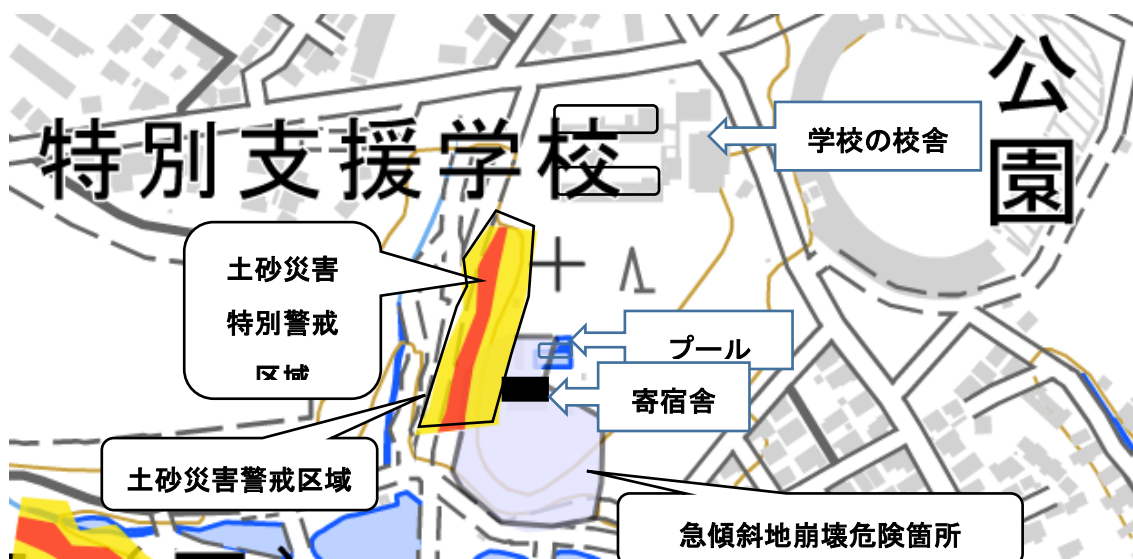 公園
特別支援学校
学校の校舎
土砂災害
特別警戒
区域
プール
寄宿舎
土砂災害警戒区域
急傾斜地崩壊危険箇所